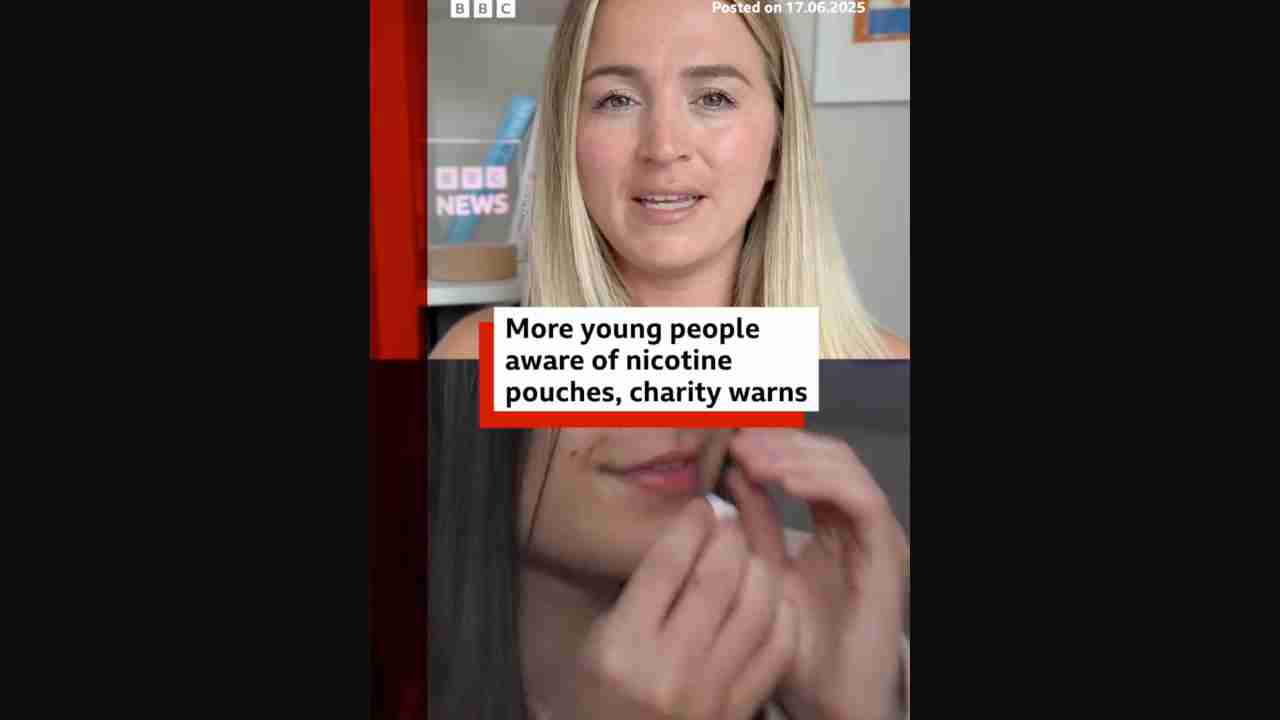 BBC
Posted on 17.06.2025
BBC
NEWS
More young people
aware of nicotine
pouches, charity warns